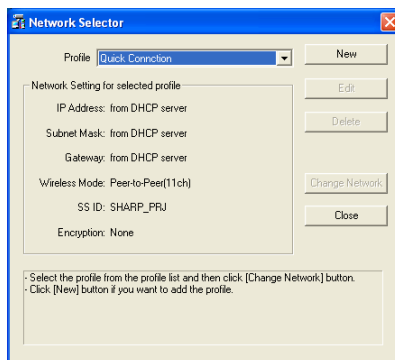 Network Selector
Profile Quick Connction New
Network Setting for selected profile Edit
IP Address: from DHCP server
Delete
Subnet Mask: from DHCP server
Gateway: from DHCP server
Wireless Mode: Peer-to-Peer(11ch) Change Network
SS ID: SHARP_PRJ Close
Encryption: None
- Select the profile from the profile list and then click [Change Network] button.
- Click [New] button if you want to add the profile.